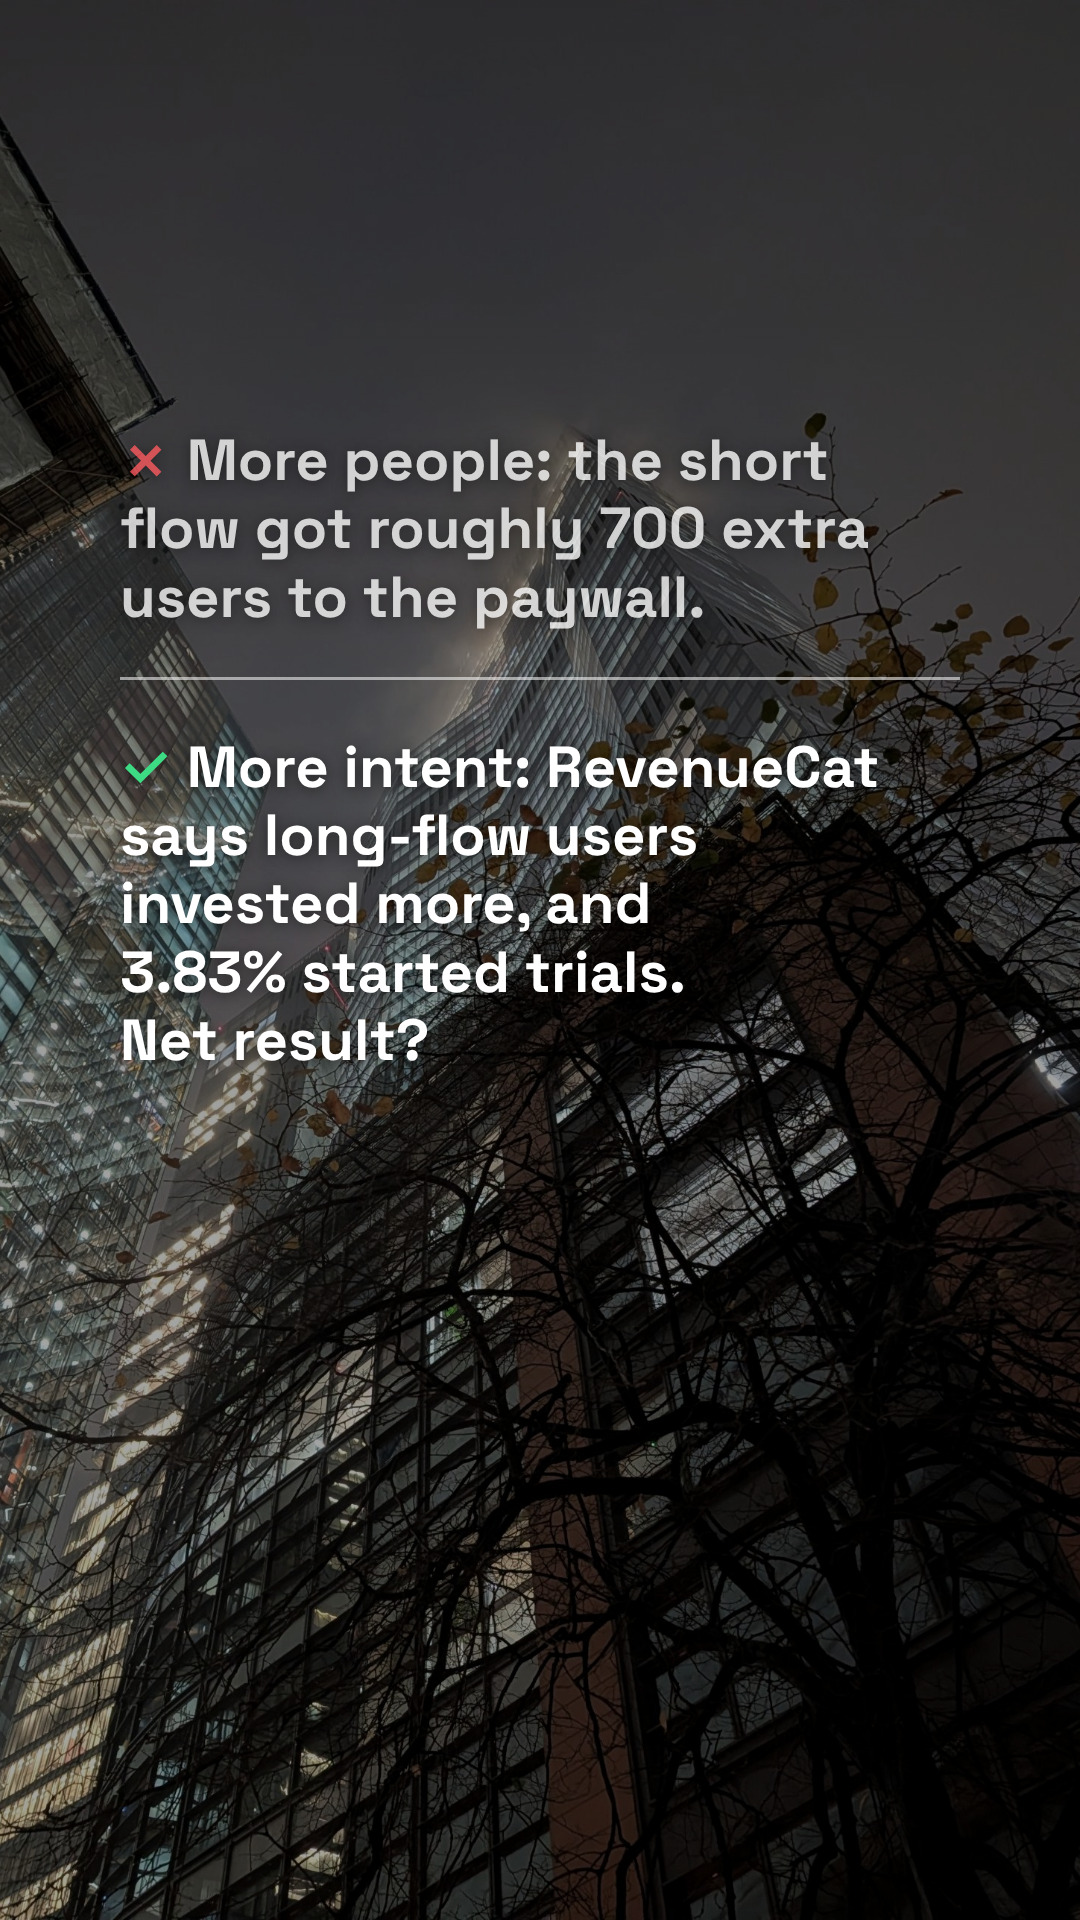 ❌ More people: the short
flow got roughly 700 extra
users to the paywall.
✓ More intent: RevenueCat
says long-flow users
invested more, and
3.83% started trials.
Net result?